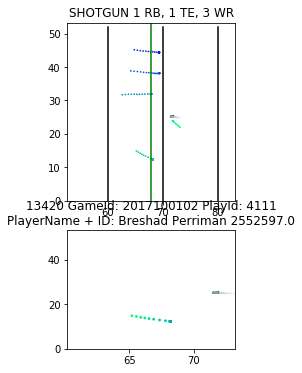 SHOTGUN 1 RB, 1 TE, 3 WR
50
40
30
20
10
0
60 70 80
13420 GameId: 2017100102 PlayId: 4111
PlayerName + ID: Breshad Perriman 2552597.0
40
20
0
65 70